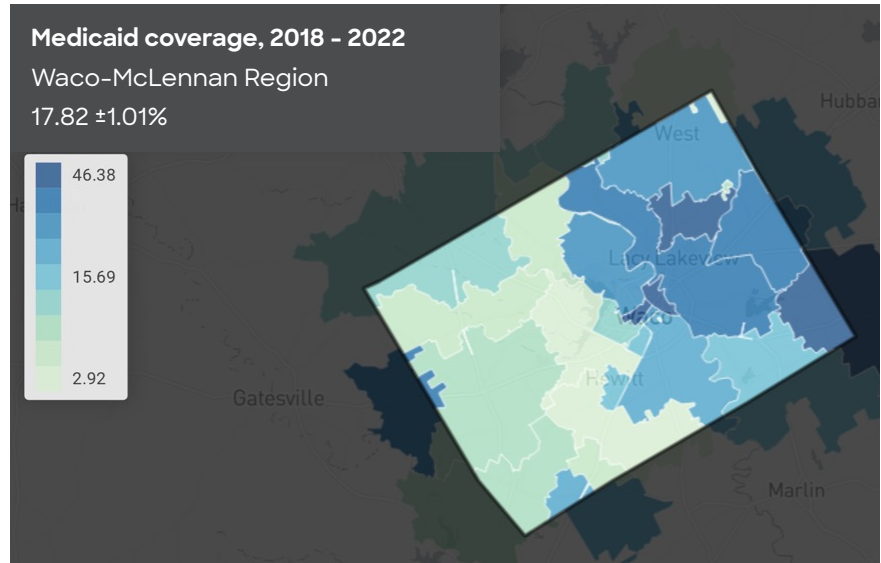 Medicaid coverage, 2018 - 2022
Waco-McLennan Region
17.82 ±1.01%
46.38
15.69
2.92
Hubba
West
Lacy Lakeview
Waco
Hewitt
Gatesville
Marlin